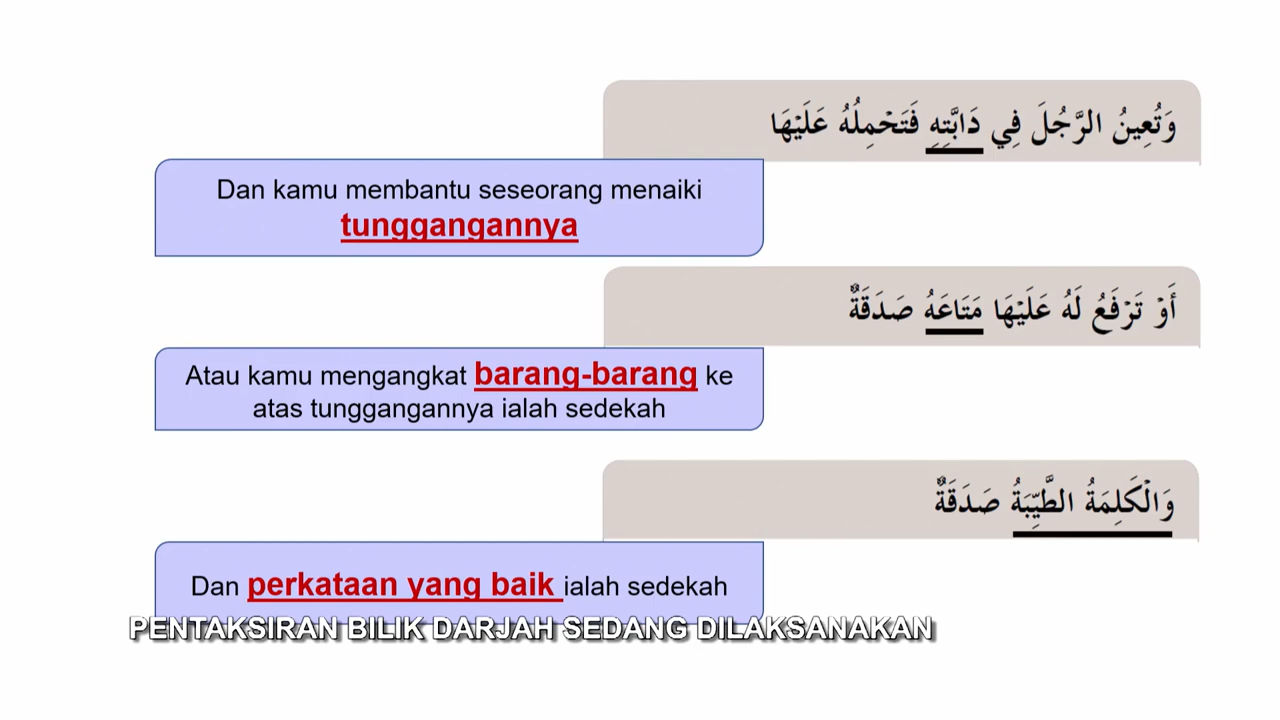 وَتُعِينُ الرَّجُلَ فِي دَابَّتِهِ فَتَحْمِلُهُ عَلَيْهَا
Dan kamu membantu seseorang menaiki
tunggangannya
أَوْ تَرْفَعُ لَهُ عَلَيْهَا مَتَاعَهُ صَدَقَةٌ
Atau kamu mengangkat barang-barang ke
atas tunggangannya ialah sedekah
وَالْكَلِمَةُ الطَّيِّبَةُ صَدَقَةٌ
Dan perkataan yang baik ialah sedekah
PENTAKSIRAN BILIK DARJAH SEDANG DILAKSANAKAN